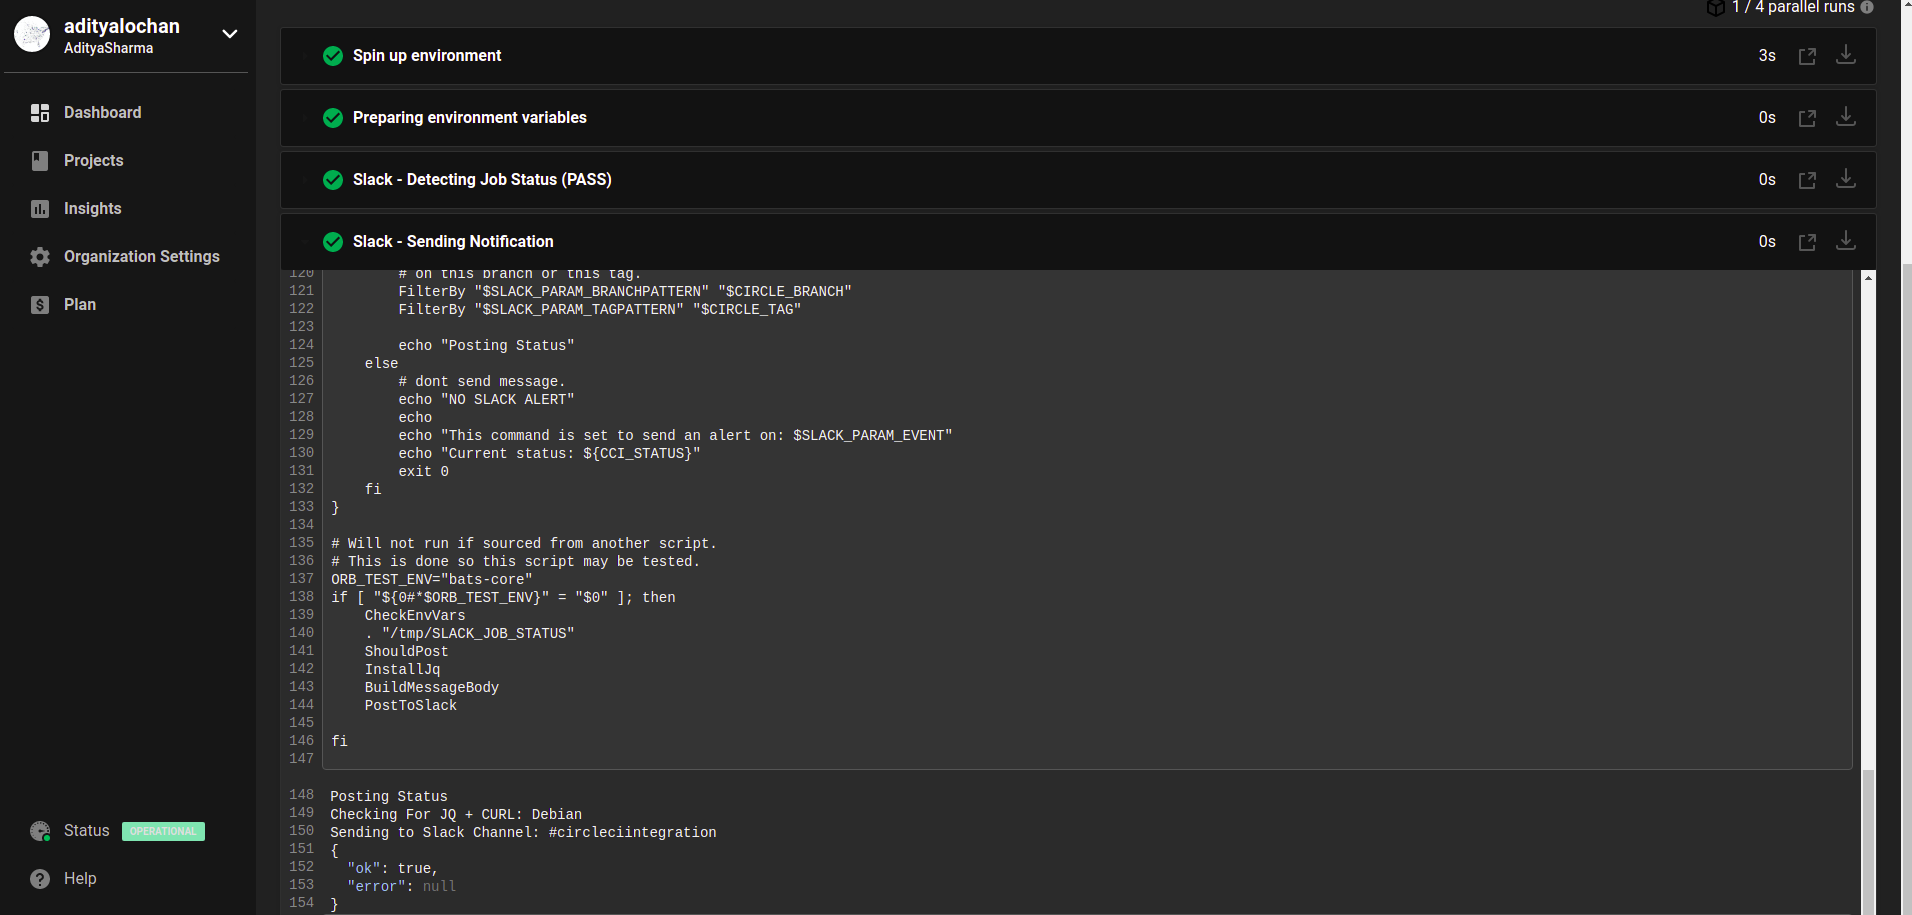 adityalochan
AdityaSharma
Dashboard
Projects
Insights
Organization Settings
Plan
Status OPERATIONAL
Help
1 / 4 parallel runs
Spin up environment 3s
Preparing environment variables 0s
Slack - Detecting Job Status (PASS) 0s
Slack - Sending Notification 0s
120         # on this branch or this tag.
121         FilterBy "$SLACK_PARAM_BRANCHPATTERN" "$CIRCLE_BRANCH"
122         FilterBy "$SLACK_PARAM_TAGPATTERN" "$CIRCLE_TAG"
123
124         echo "Posting Status"
125     else
126         # dont send message.
127         echo "NO SLACK ALERT"
128         echo
129         echo "This command is set to send an alert on: $SLACK_PARAM_EVENT"
130         echo "Current status: ${CCI_STATUS}"
131         exit 0
132     fi
133 }
134
135 # Will not run if sourced from another script.
136 # This is done so this script may be tested.
137 ORB_TEST_ENV="bats-core"
138 if [ "${0#*$ORB_TEST_ENV}" = "$0" ]; then
139     CheckEnvVars
140     . "/tmp/SLACK_JOB_STATUS"
141     ShouldPost
142     InstallJq
143     BuildMessageBody
144     PostToSlack
145
146 fi
147
148 Posting Status
149 Checking For JQ + CURL: Debian
150 Sending to Slack Channel: #circleciintegration
151 {
152   "ok": true,
153   "error": null
154 }